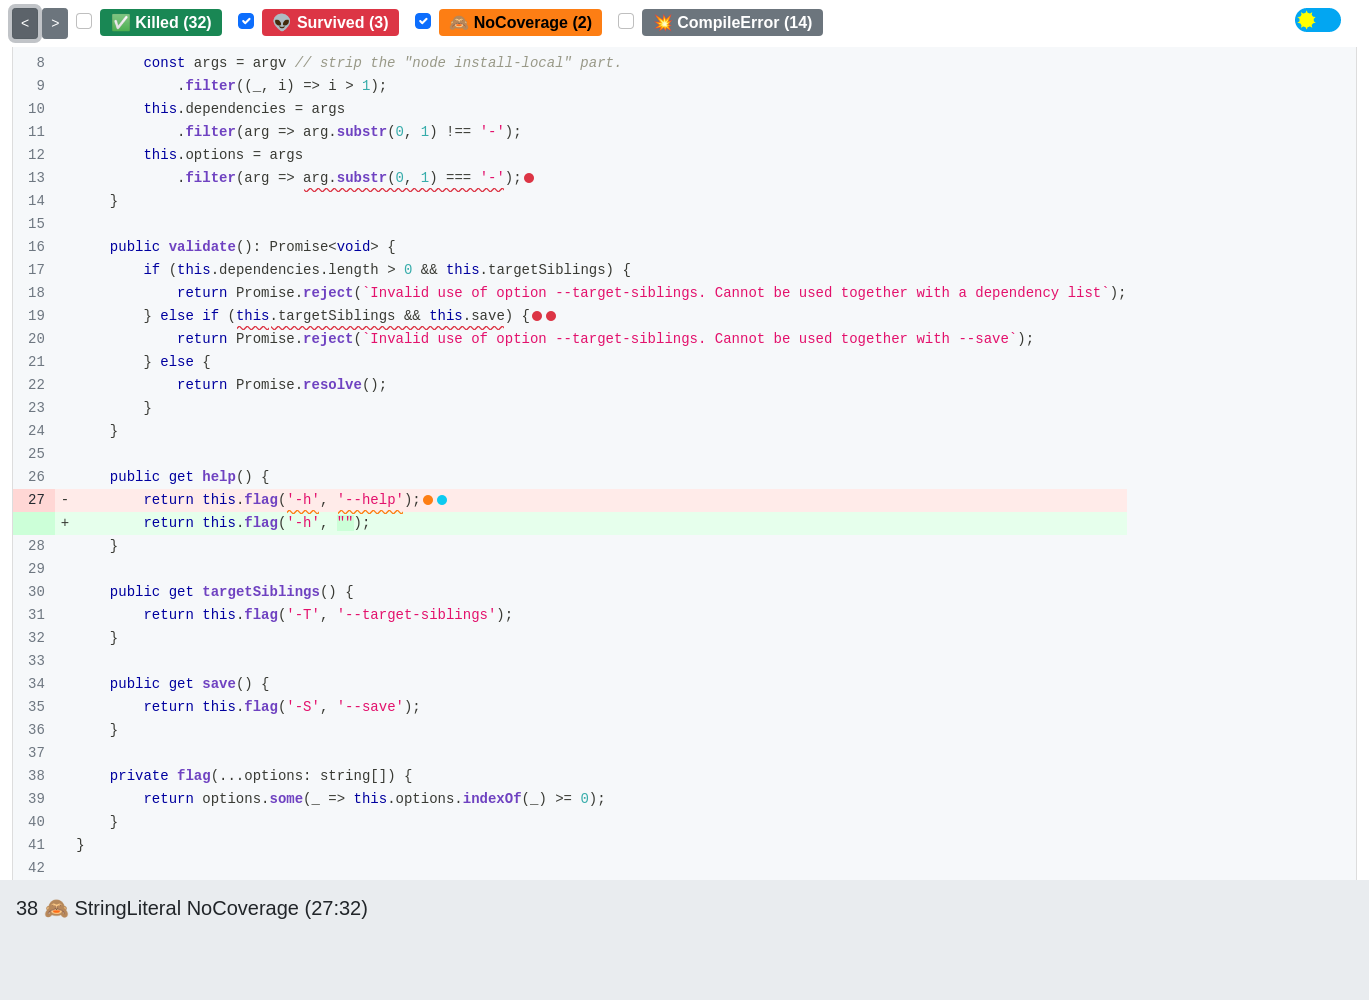 < > ✅ Killed (32) 👽 Survived (3) 🙈 NoCoverage (2) 💥 CompileError (14)
8 const args = argv // strip the "node install-local" part.
9 .filter((_, i) => i > 1);
10 this.dependencies = args
11 .filter(arg => arg.substr(0, 1) !== '-');
12 this.options = args
13 .filter(arg => arg.substr(0, 1) === '-');
14 }
15
16 public validate(): Promise<void> {
17 if (this.dependencies.length > 0 && this.targetSiblings) {
18 return Promise.reject(`Invalid use of option --target-siblings. Cannot be used together with a dependency list`);
19 } else if (this.targetSiblings && this.save) {
20 return Promise.reject(`Invalid use of option --target-siblings. Cannot be used together with --save`);
21 } else {
22 return Promise.resolve();
23 }
24 }
25
26 public get help() {
27 - return this.flag('-h', '--help');
+ return this.flag('-h', "");
28 }
29
30 public get targetSiblings() {
31 return this.flag('-T', '--target-siblings');
32 }
33
34 public get save() {
35 return this.flag('-S', '--save');
36 }
37
38 private flag(...options: string[]) {
39 return options.some(_ => this.options.indexOf(_) >= 0);
40 }
41 }
42
38 🙈 StringLiteral NoCoverage (27:32)